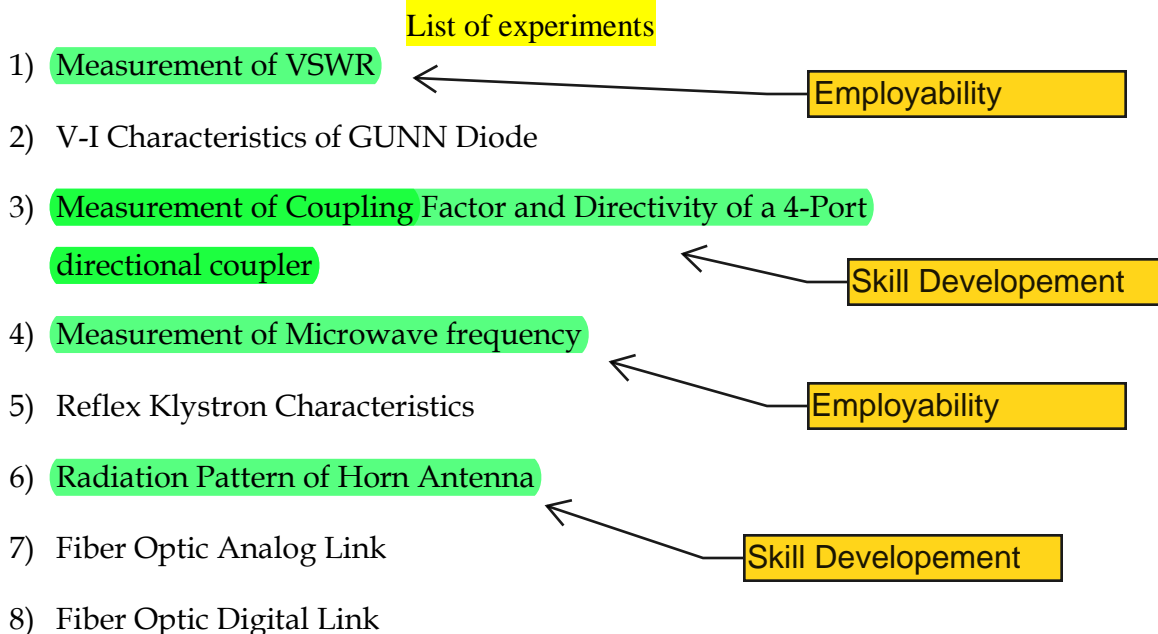 List of experiments
1) Measurement of VSWR
Employability
2) V-I Characteristics of GUNN Diode
3) Measurement of Coupling Factor and Directivity of a 4-Port
directional coupler
Skill Developement
4) Measurement of Microwave frequency
Employability
5) Reflex Klystron Characteristics
6) Radiation Pattern of Horn Antenna
7) Fiber Optic Analog Link
Skill Developement
8) Fiber Optic Digital Link